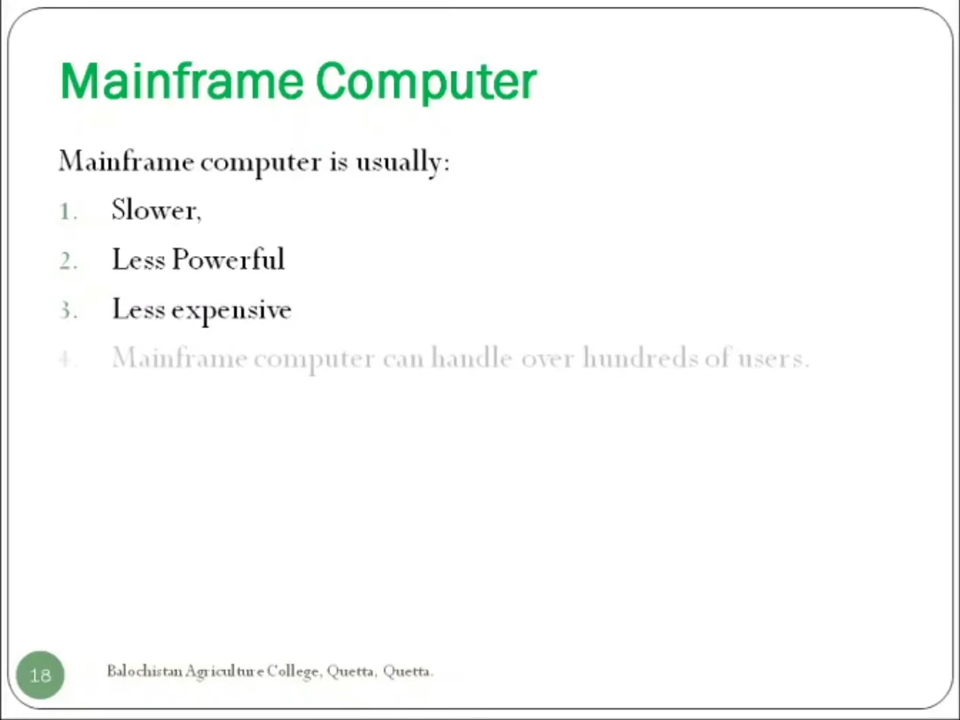 Mainframe Computer
Mainframe computer is usually:
1. Slower,
2. Less Powerful
3. Less expensive
4. Mainframe computer can handle over hundreds of users.
18 Balochistan Agriculture College, Quetta, Quetta.